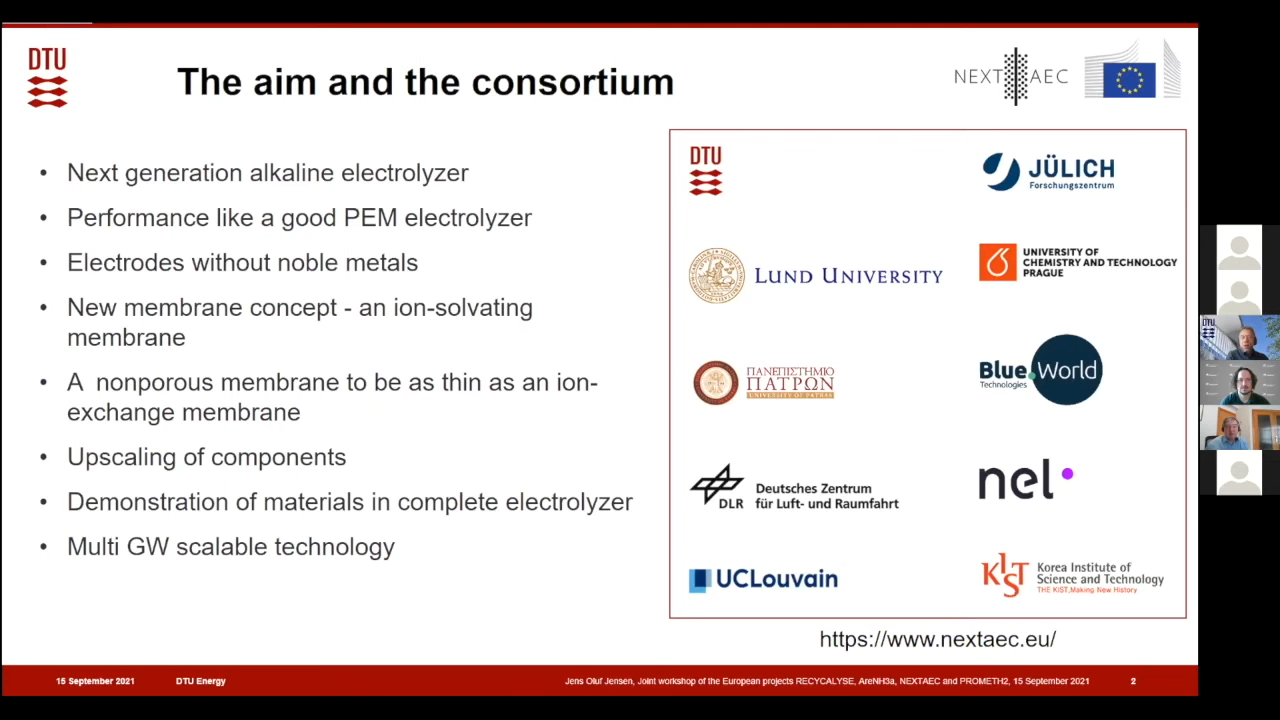 DTU
The aim and the consortium
NEXT AEC
• Next generation alkaline electrolyzer
• Performance like a good PEM electrolyzer
• Electrodes without noble metals
• New membrane concept - an ion-solvating
membrane
• A nonporous membrane to be as thin as an ion-
exchange membrane
• Upscaling of components
• Demonstration of materials in complete electrolyzer
• Multi GW scalable technology
DTU
JÜLICH
Forschungszentrum
LUND UNIVERSITY
UNIVERSITY OF
CHEMISTRY AND TECHNOLOGY
PRAGUE
ΠΑΝΕΠΙΣΤΗΜΙΟ
ΠΑΤΡΩΝ
UNIVERSITY OF PATRAS
Blue World
Technologies
DLR
Deutsches Zentrum
für Luft- und Raumfahrt
nel
UCLouvain
KIST
Korea Institute of
Science and Technology
THE KIST, Making New History
https://www.nextaec.eu/
15 September 2021
DTU Energy
Jens Oluf Jensen, Joint workshop of the European projects RECYCALYSE, AreNH3a, NEXTAEC and PROMETH2, 15 September 2021
2
DTU